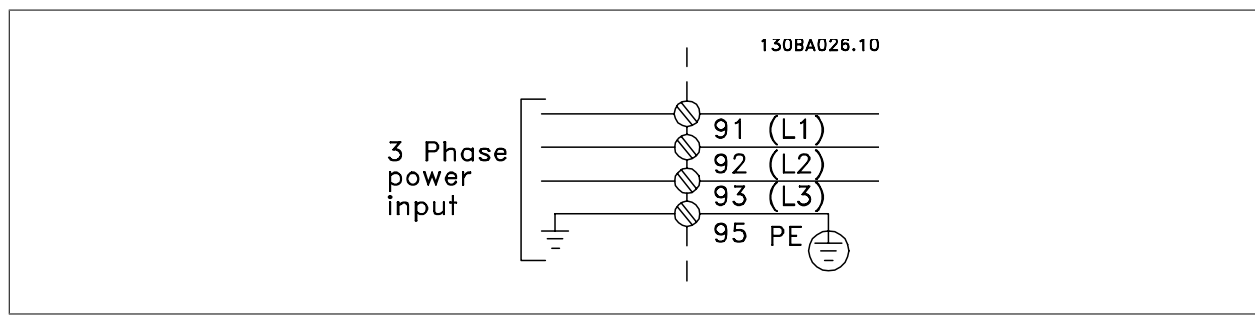 130BA026.10
3 Phase
power
input
91 (L1)
92 (L2)
93 (L3)
95 PE